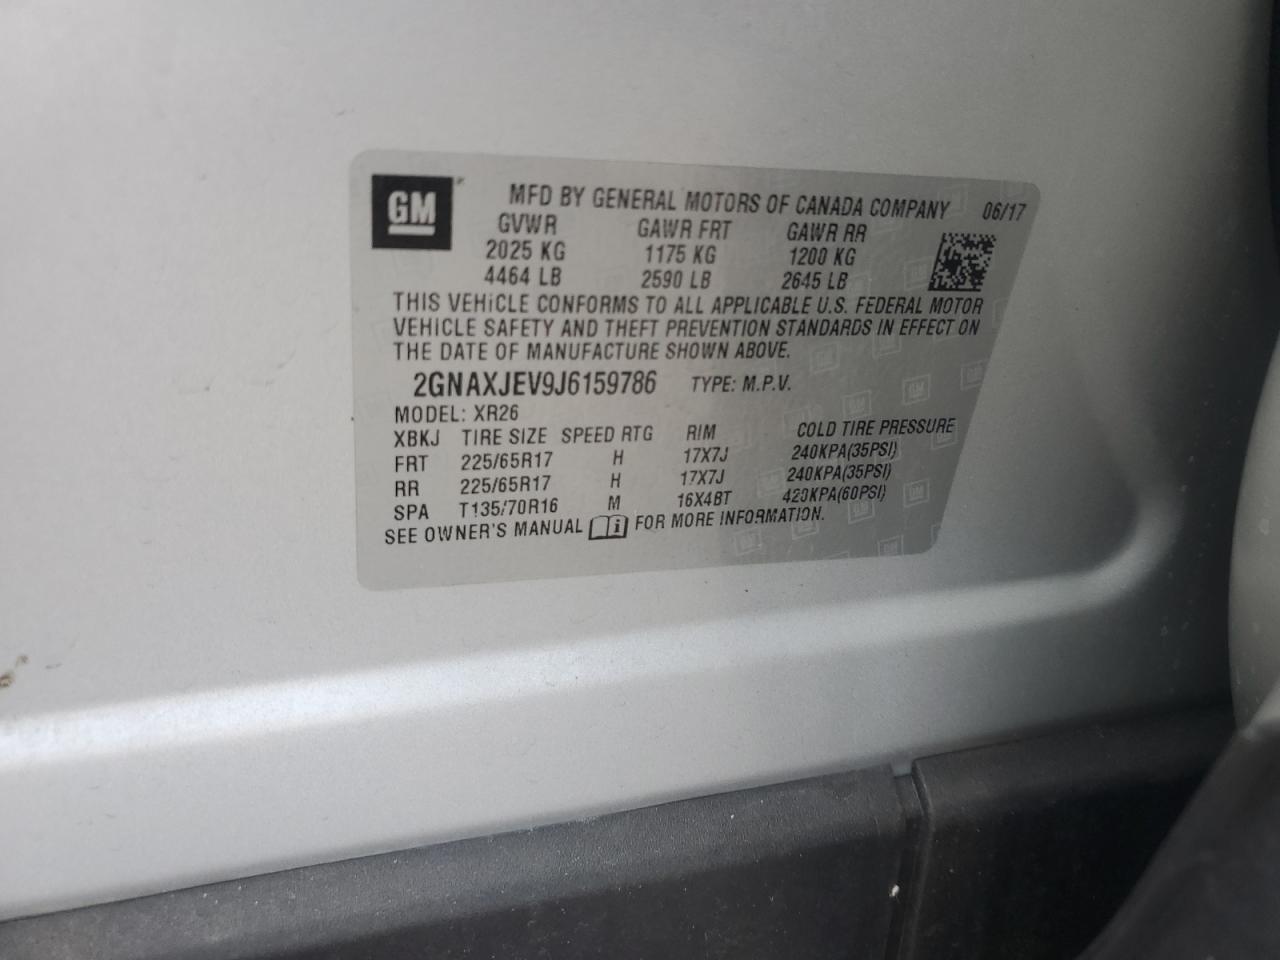 GM
MFD BY GENERAL MOTORS OF CANADA COMPANY 06/17
GVWR GAWR FRT GAWR RR
2025 KG 1175 KG 1200 KG
4464 LB 2590 LB 2645 LB
THIS VEHICLE CONFORMS TO ALL APPLICABLE U.S. FEDERAL MOTOR
VEHICLE SAFETY AND THEFT PREVENTION STANDARDS IN EFFECT ON
THE DATE OF MANUFACTURE SHOWN ABOVE.
2GNAXJEV9J6159786 TYPE: M.P.V.
MODEL: XR26
XBKJ TIRE SIZE SPEED RTG RIM COLD TIRE PRESSURE
FRT 225/65R17 H 17X7J 240KPA(35PSI)
RR 225/65R17 H 17X7J 240KPA(35PSI)
SPA T135/70R16 M 16X4BT 420KPA(60PSI)
SEE OWNER'S MANUAL FOR MORE INFORMATION.